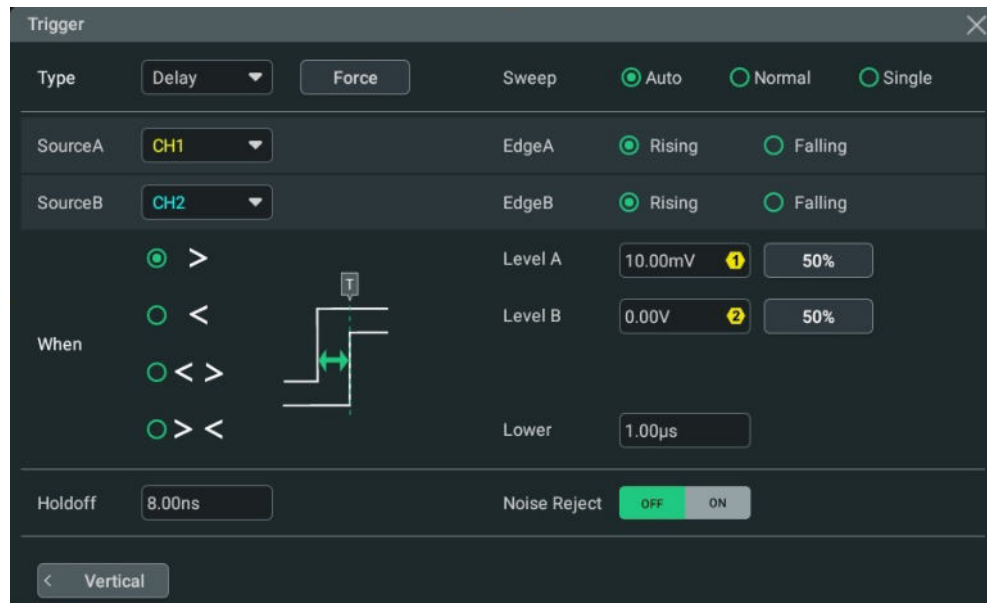 Trigger
Type Delay Force Sweep Auto Normal Single
SourceA CH1 EdgeA Rising Falling
SourceB CH2 EdgeB Rising Falling
> Level A 10.00mV 1 50%
T
< Level B 0.00V 2 50%
When
< >
> < Lower 1.00µs
Holdoff 8.00ns Noise Reject OFF ON
< Vertical